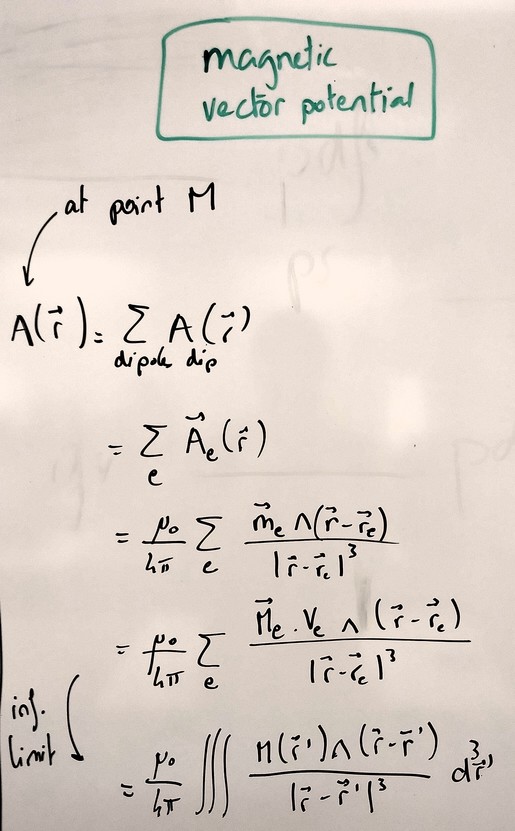 magnetic
vector potential
at point M
A(\vec{r}) = \sum_{dipole} A_{dip}(\vec{r})
= \sum_e \vec{A}_e(\vec{r})
= \frac{\mu_0}{4\pi} \sum_e \frac{\vec{m}_e \wedge (\vec{r}-\vec{r}_e)}{|\vec{r}-\vec{r}_e|^3}
= \frac{\mu_0}{4\pi} \sum_e \frac{\vec{M}_e . V_e \wedge (\vec{r}-\vec{r}_e)}{|\vec{r}-\vec{r}_e|^3}
inf.
limit
= \frac{\mu_0}{4\pi} \iiint \frac{M(\vec{r}') \wedge (\vec{r}-\vec{r}')}{|\vec{r}-\vec{r}'|^3} d^3\vec{r}'